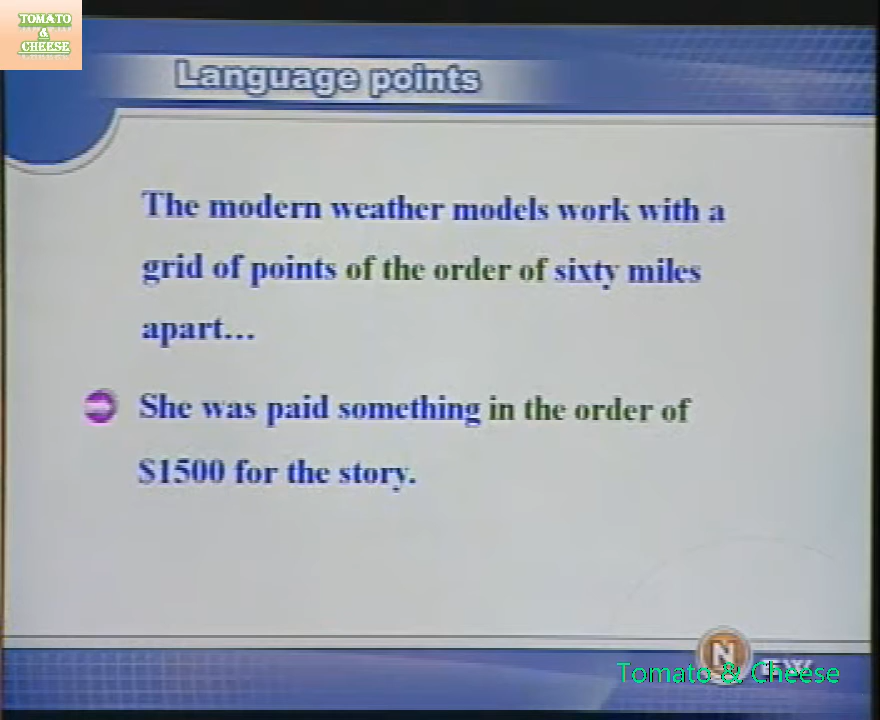 TOMATO
&
CHEESE
Language points
The modern weather models work with a
grid of points of the order of sixty miles
apart...
She was paid something in the order of
$1500 for the story.
N
Tomato & Cheese